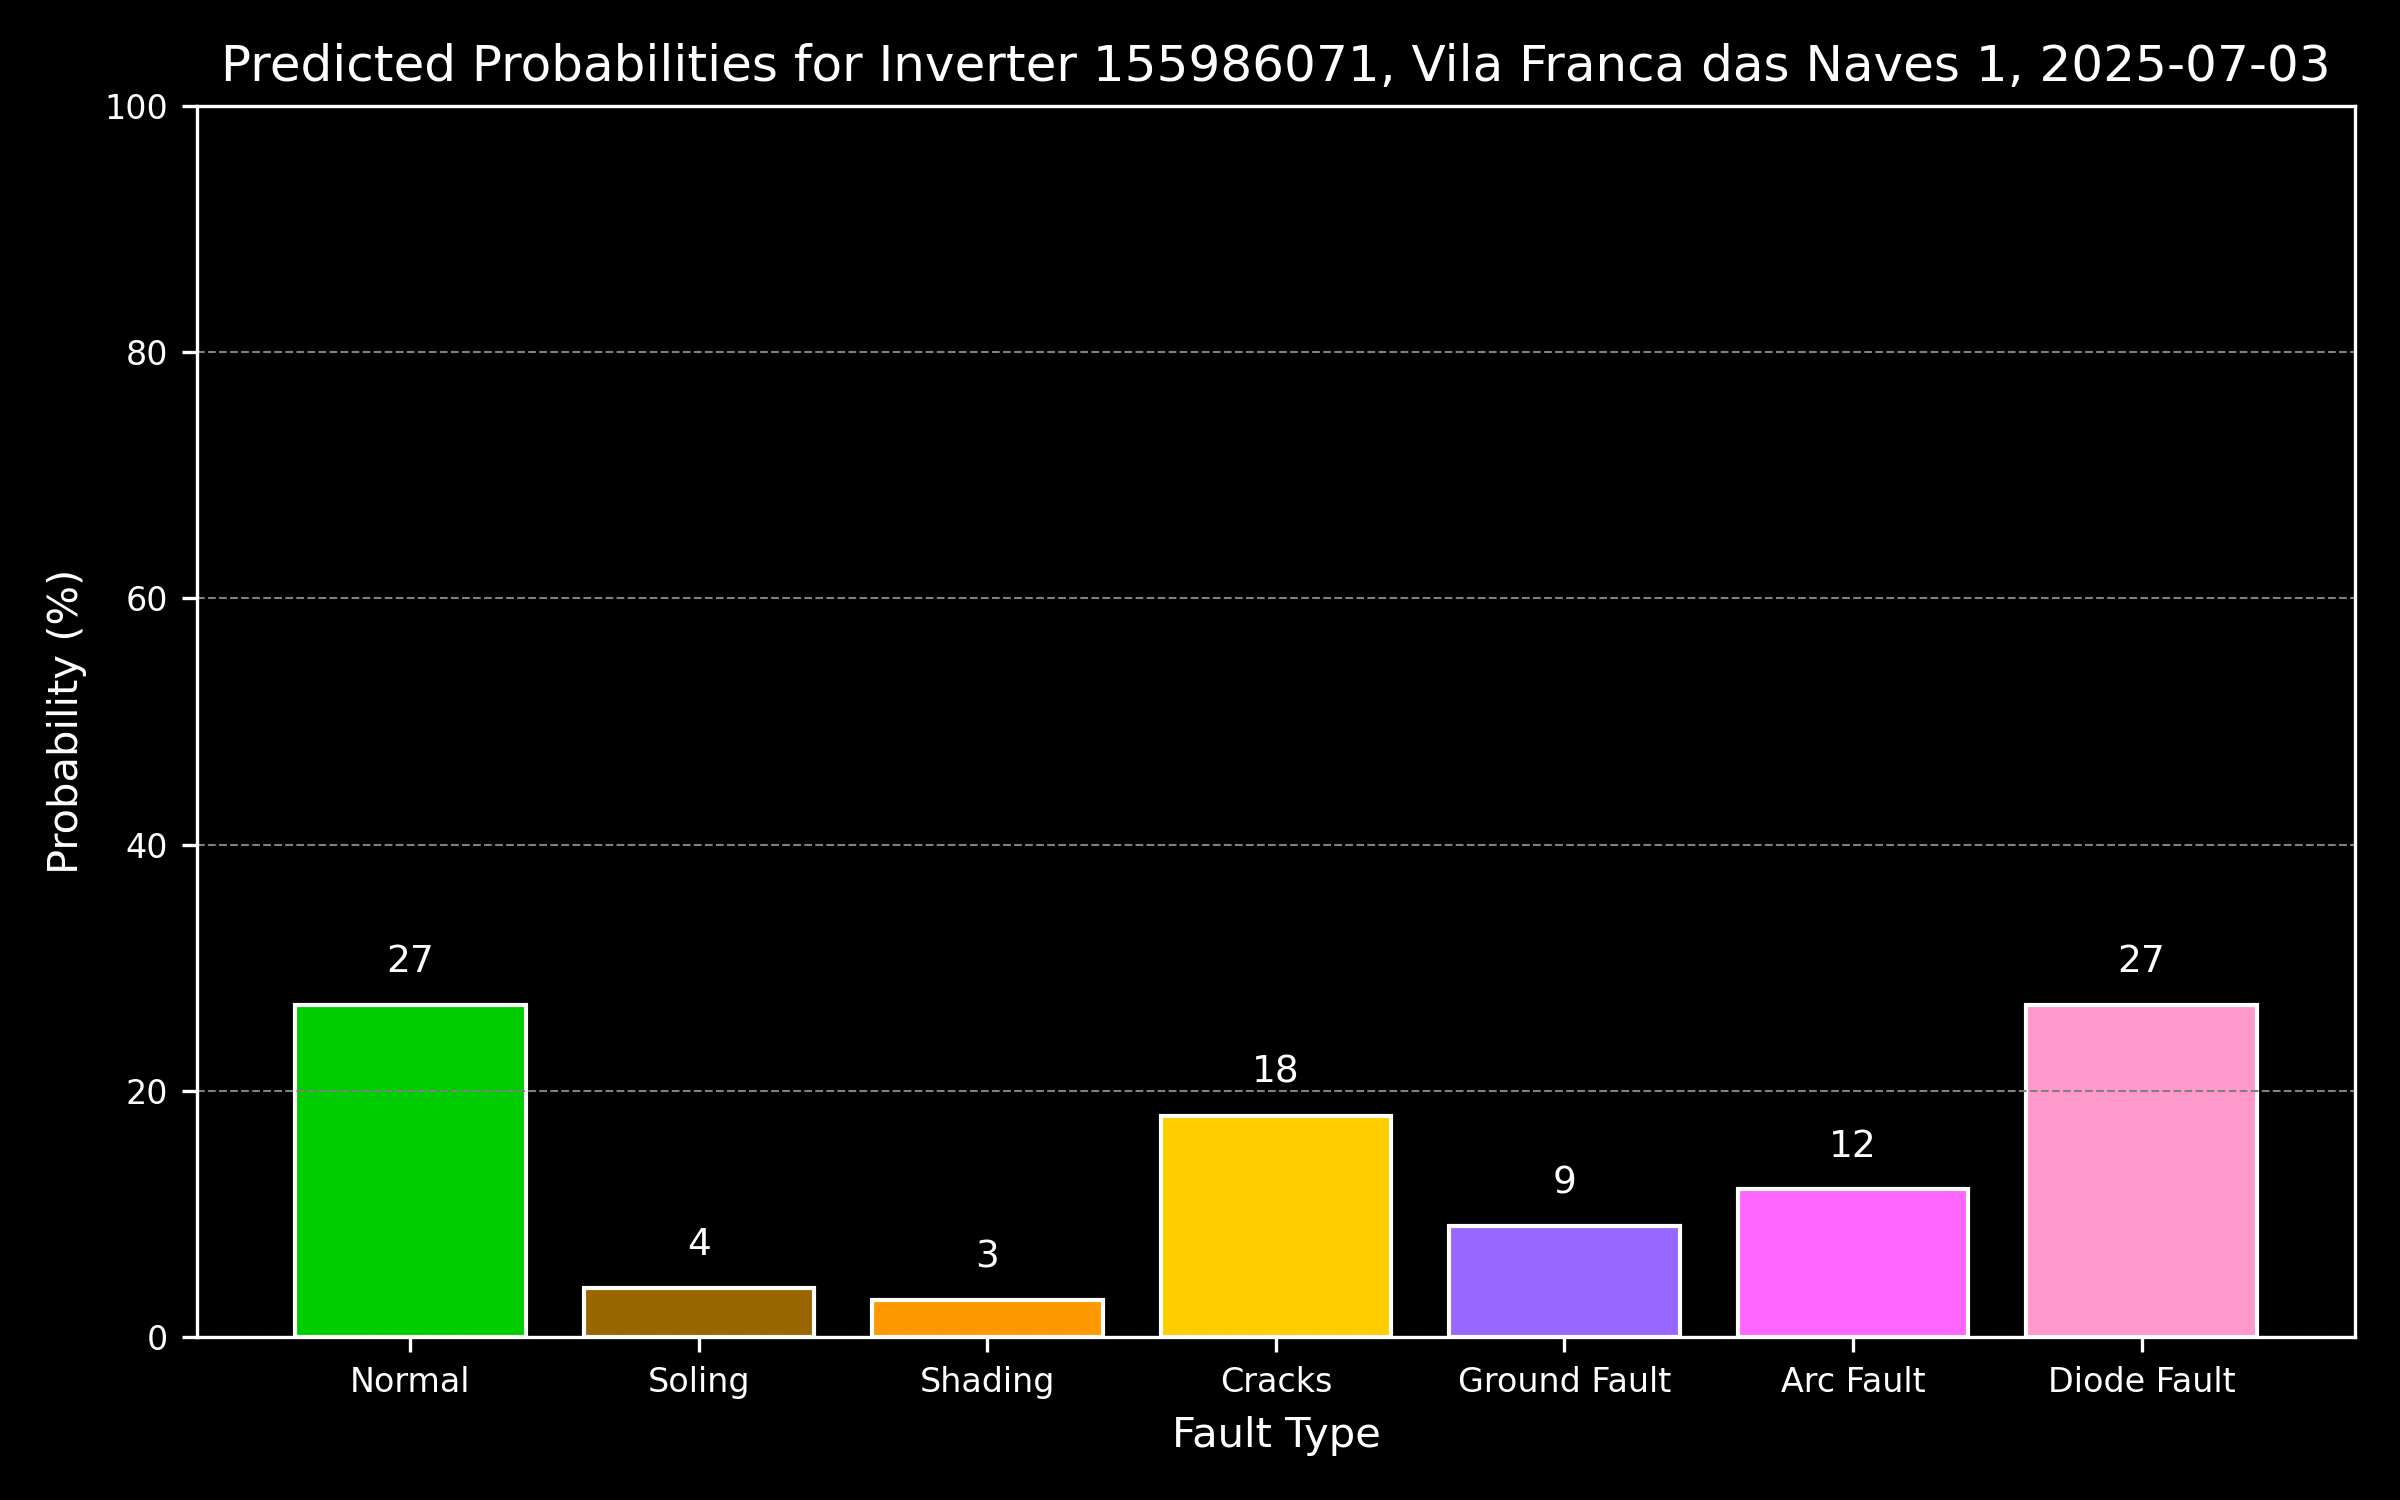 Predicted Probabilities for Inverter 155986071, Vila Franca das Naves 1, 2025-07-03
100
80
60
40
20
0
Probability (%)
27
4
3
18
9
12
27
Normal
Soling
Shading
Cracks
Ground Fault
Arc Fault
Diode Fault
Fault Type